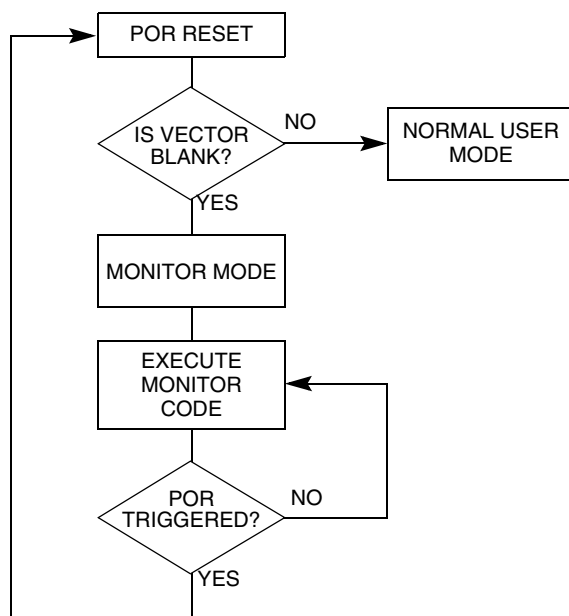 POR RESET
IS VECTOR
BLANK?
NO
NORMAL USER
MODE
YES
MONITOR MODE
EXECUTE
MONITOR
CODE
POR
TRIGGERED?
NO
YES